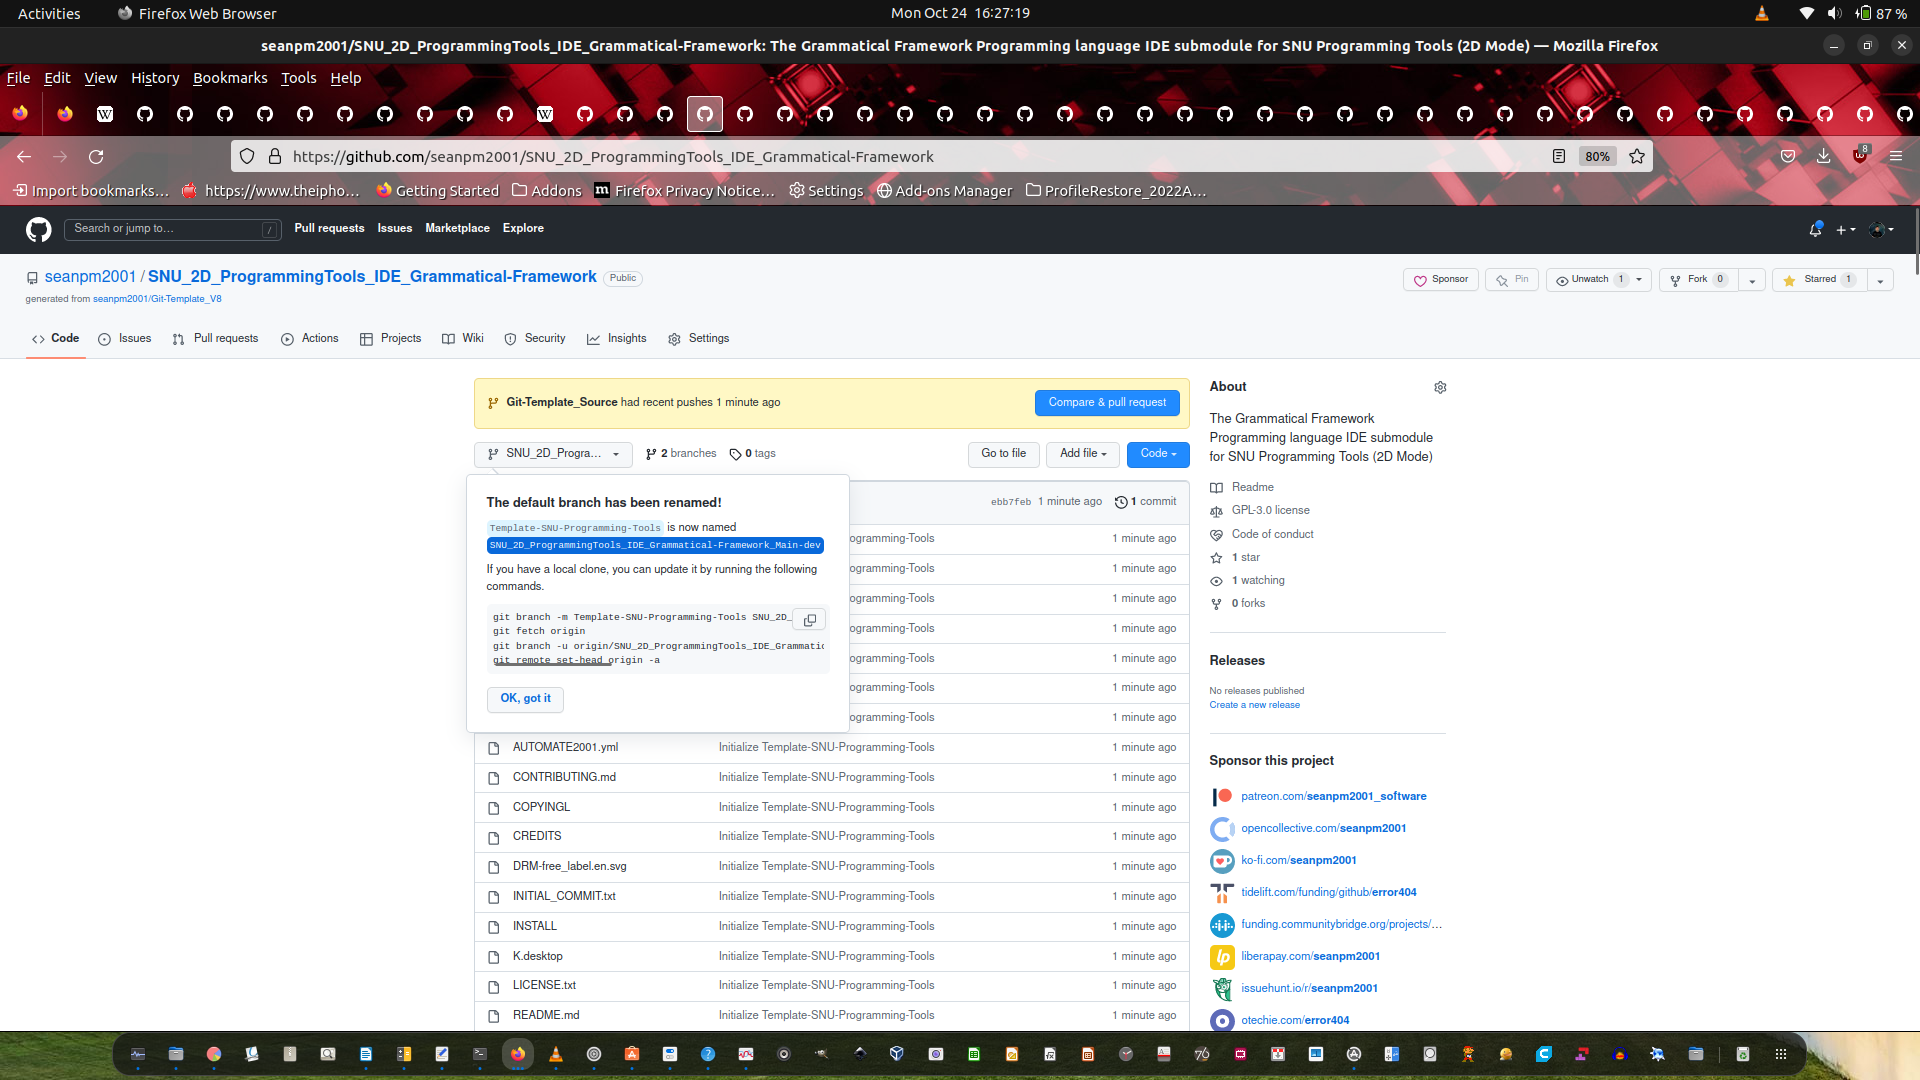 Activities
Firefox Web Browser
Mon Oct 24 16:27:19
87 %
seanpm2001/SNU_2D_ProgrammingTools_IDE_Grammatical-Framework: The Grammatical Framework Programming language IDE submodule for SNU Programming Tools (2D Mode) — Mozilla Firefox
File Edit View History Bookmarks Tools Help
https://github.com/seanpm2001/SNU_2D_ProgrammingTools_IDE_Grammatical-Framework
80%
8
Import bookmarks… https://www.theipho… Getting Started Addons Firefox Privacy Notice… Settings Add-ons Manager ProfileRestore_2022A…
Search or jump to… /
Pull requests Issues Marketplace Explore
seanpm2001 / SNU_2D_ProgrammingTools_IDE_Grammatical-Framework Public
Sponsor Pin Unwatch 1 Fork 0 Starred 1
generated from seanpm2001/Git-Template_V8
Code Issues Pull requests Actions Projects Wiki Security Insights Settings
Git-Template_Source had recent pushes 1 minute ago
Compare & pull request
SNU_2D_Progra… 2 branches 0 tags
Go to file Add file Code
The default branch has been renamed!
Template-SNU-Programming-Tools is now named
SNU_2D_ProgrammingTools_IDE_Grammatical-Framework_Main-dev
If you have a local clone, you can update it by running the following
commands.
git branch -m Template-SNU-Programming-Tools SNU_2D_
git fetch origin
git branch -u origin/SNU_2D_ProgrammingTools_IDE_Grammatic
git remote set-head origin -a
OK, got it
ebb7feb 1 minute ago 1 commit
ogramming-Tools 1 minute ago
ogramming-Tools 1 minute ago
ogramming-Tools 1 minute ago
ogramming-Tools 1 minute ago
ogramming-Tools 1 minute ago
ogramming-Tools 1 minute ago
ogramming-Tools 1 minute ago
AUTOMATE2001.yml Initialize Template-SNU-Programming-Tools 1 minute ago
CONTRIBUTING.md Initialize Template-SNU-Programming-Tools 1 minute ago
COPYINGL Initialize Template-SNU-Programming-Tools 1 minute ago
CREDITS Initialize Template-SNU-Programming-Tools 1 minute ago
DRM-free_label.en.svg Initialize Template-SNU-Programming-Tools 1 minute ago
INITIAL_COMMIT.txt Initialize Template-SNU-Programming-Tools 1 minute ago
INSTALL Initialize Template-SNU-Programming-Tools 1 minute ago
K.desktop Initialize Template-SNU-Programming-Tools 1 minute ago
LICENSE.txt Initialize Template-SNU-Programming-Tools 1 minute ago
README.md Initialize Template-SNU-Programming-Tools 1 minute ago
About
The Grammatical Framework
Programming language IDE submodule
for SNU Programming Tools (2D Mode)
Readme
GPL-3.0 license
Code of conduct
1 star
1 watching
0 forks
Releases
No releases published
Create a new release
Sponsor this project
patreon.com/seanpm2001_software
opencollective.com/seanpm2001
ko-fi.com/seanpm2001
tidelift.com/funding/github/error404
funding.communitybridge.org/projects/…
liberapay.com/seanpm2001
issuehunt.io/r/seanpm2001
otechie.com/error404